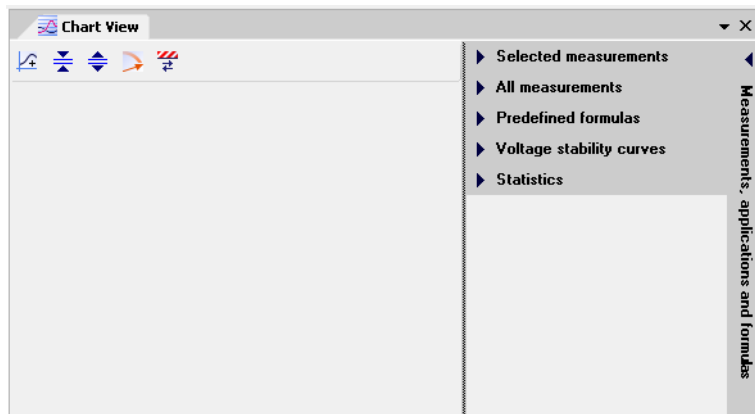 Chart View
Selected measurements
All measurements
Predefined formulas
Voltage stability curves
Statistics
Measurements, applications and formulas